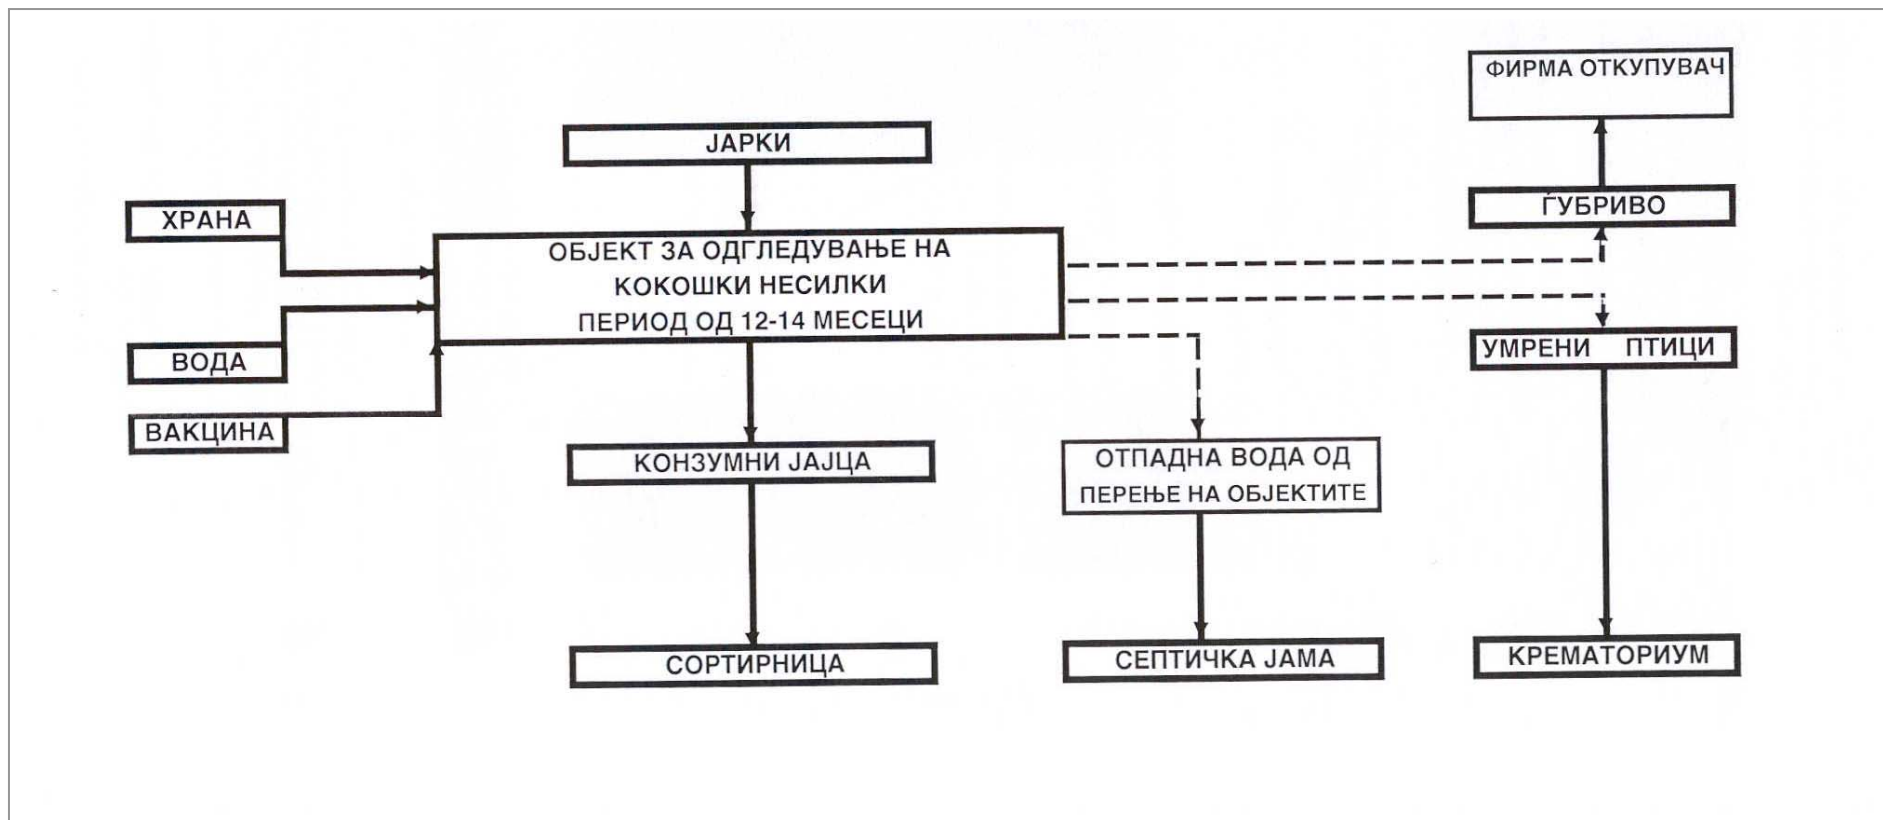 ФИРМА ОТКУПУВАЧ
ЈАРКИ
ЃУБРИВО
ХРАНА
ОБЈЕКТ ЗА ОДГЛЕДУВАЊЕ НА
КОКОШКИ НЕСИЛКИ
ПЕРИОД ОД 12-14 МЕСЕЦИ
ВОДА
УМРЕНИ ПТИЦИ
ВАКЦИНА
КОНЗУМНИ ЈАЈЦА
ОТПАДНА ВОДА ОД
ПЕРЕЊЕ НА ОБЈЕКТИТЕ
СОРТИРНИЦА
СЕПТИЧКА ЈАМА
КРЕМАТОРИУМ